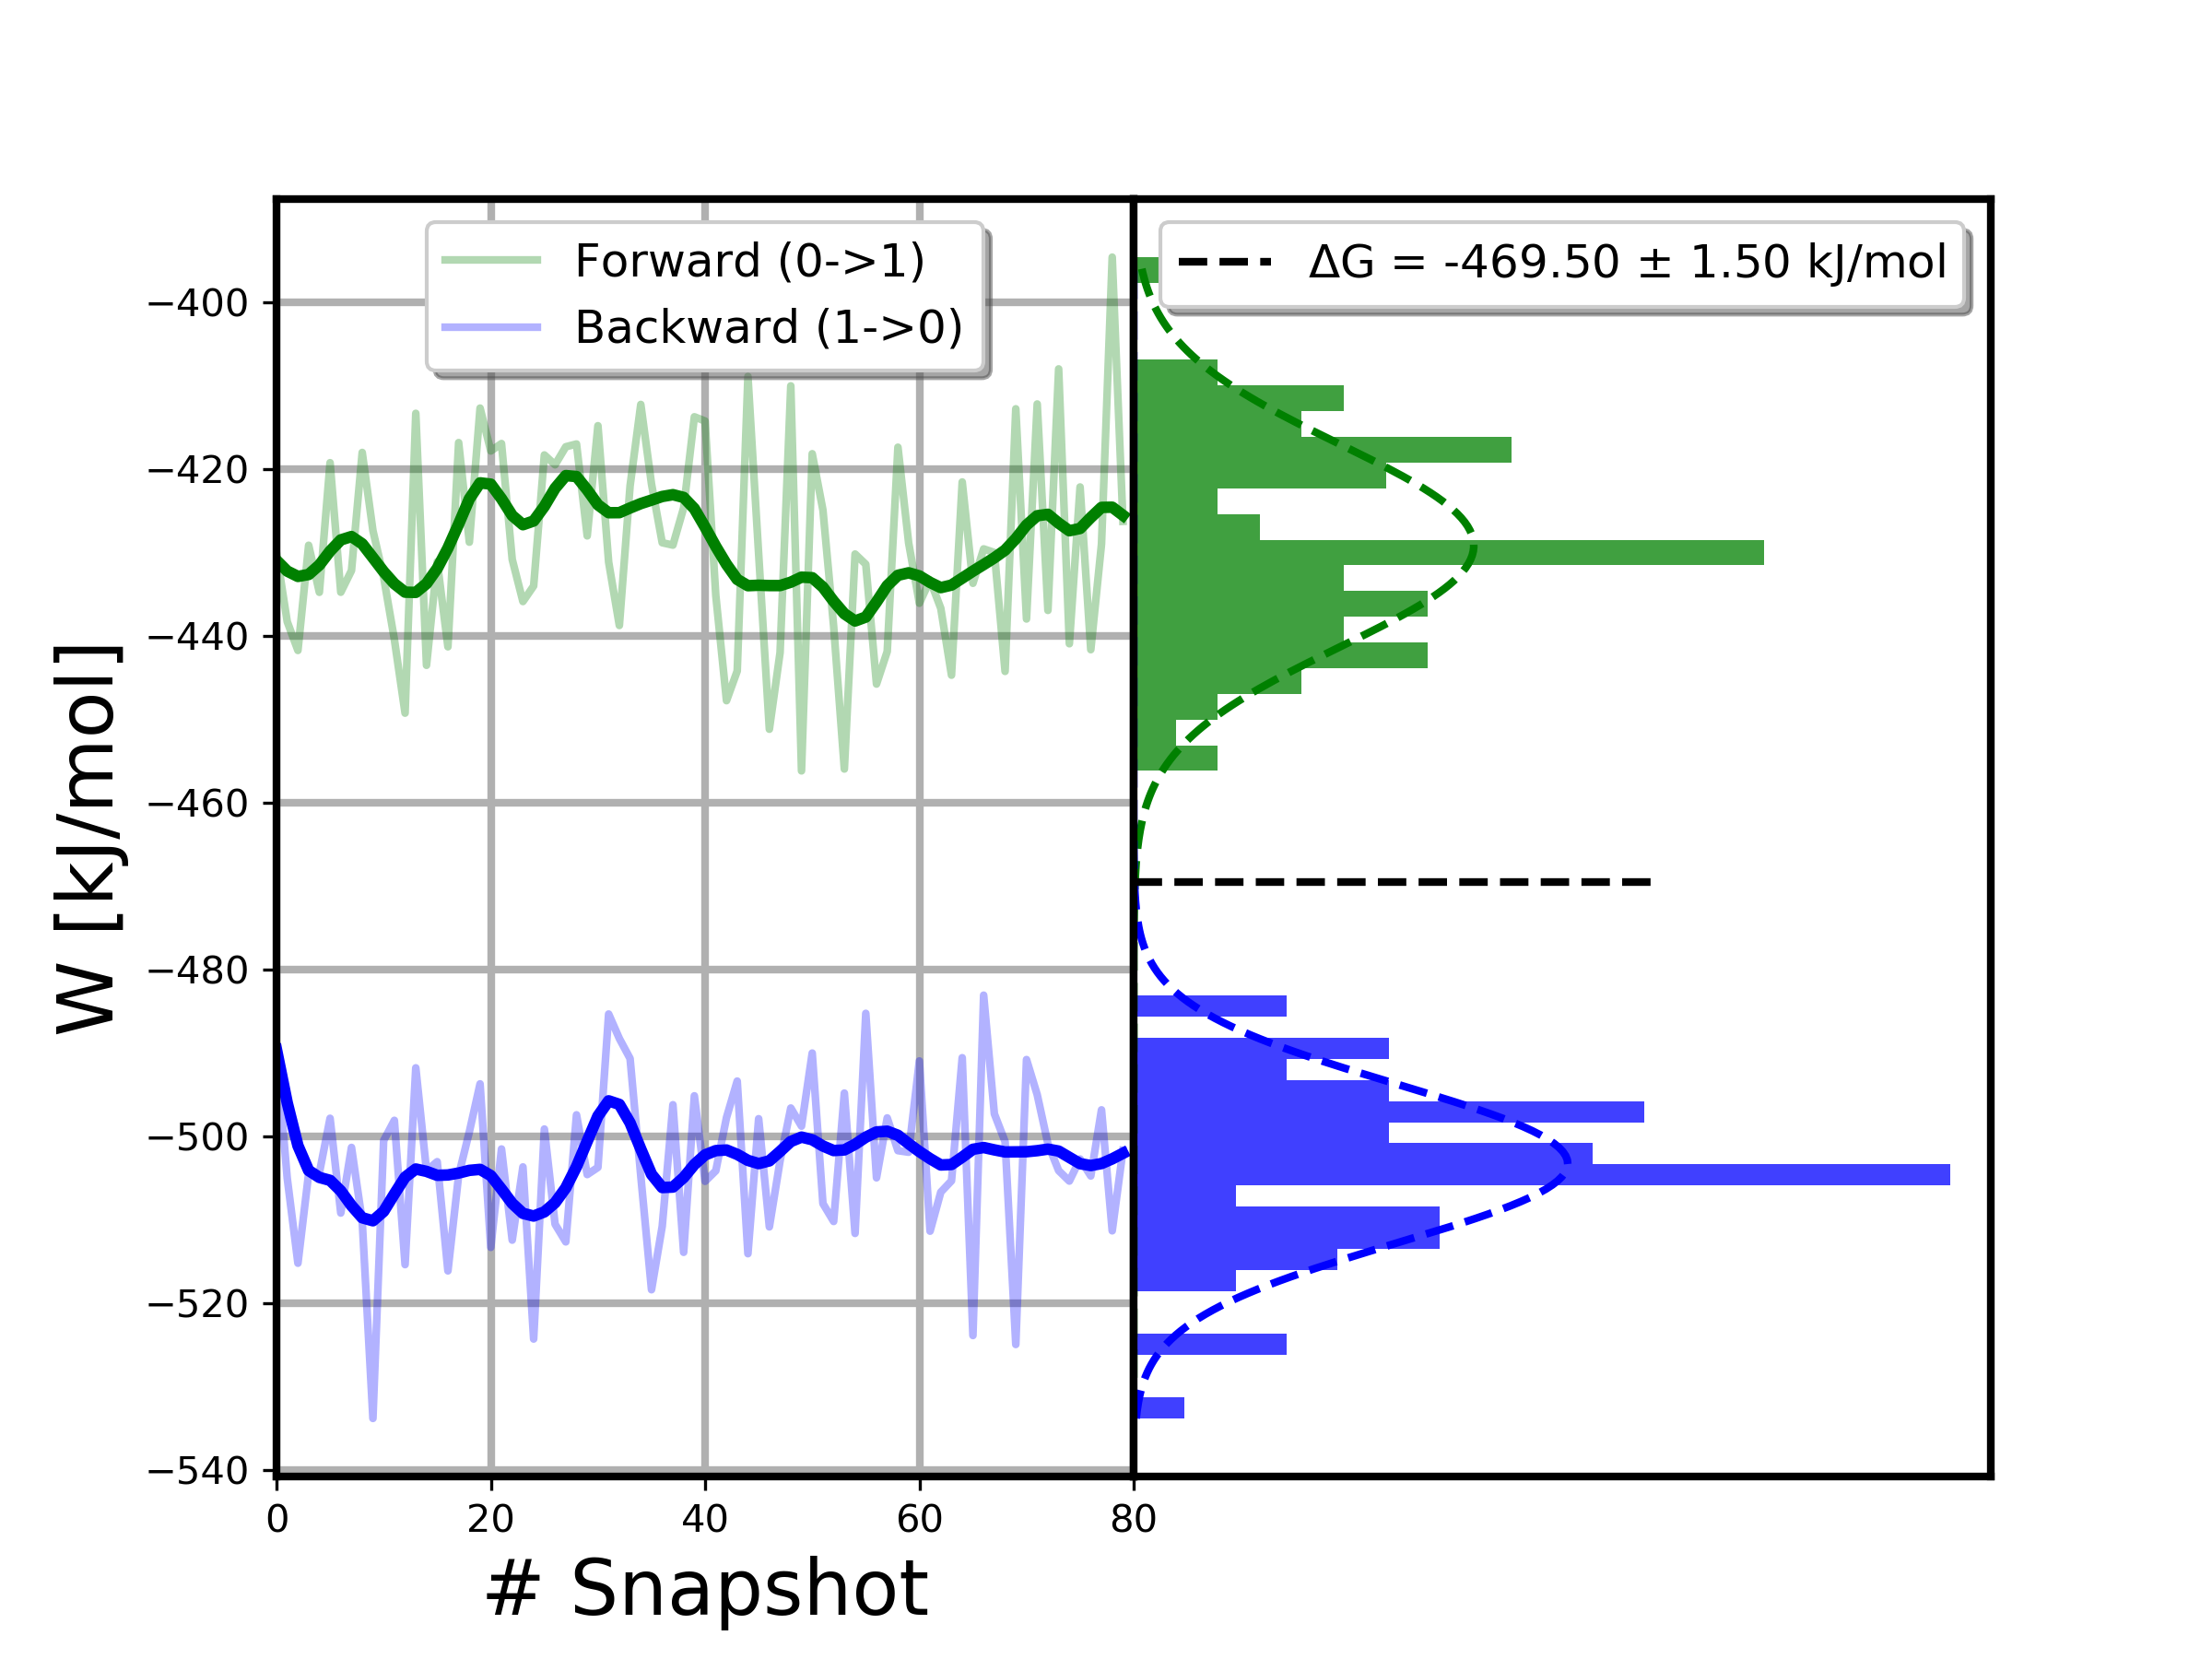 Forward (0->1)
Backward (1->0)
ΔG = -469.50 ± 1.50 kJ/mol
W [kJ/mol]
−400
−420
−440
−460
−480
−500
−520
−540
0 20 40 60 80
# Snapshot